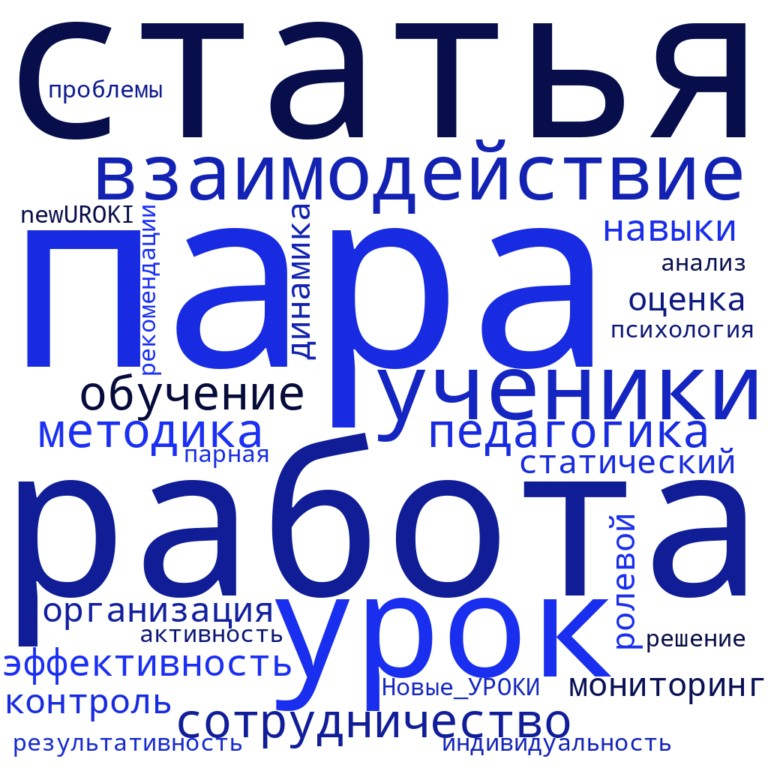 статья
проблемы
взаимодействие
newUROKI
пара
рекомендации
динамика
навыки
анализ
оценка
психология
ученики
обучение
методика
педагогика
парная
статический
работа
ролевой
организация
урок
активность
решение
эффективность
Новые_УРОКИ
мониторинг
контроль
сотрудничество
результативность
индивидуальность